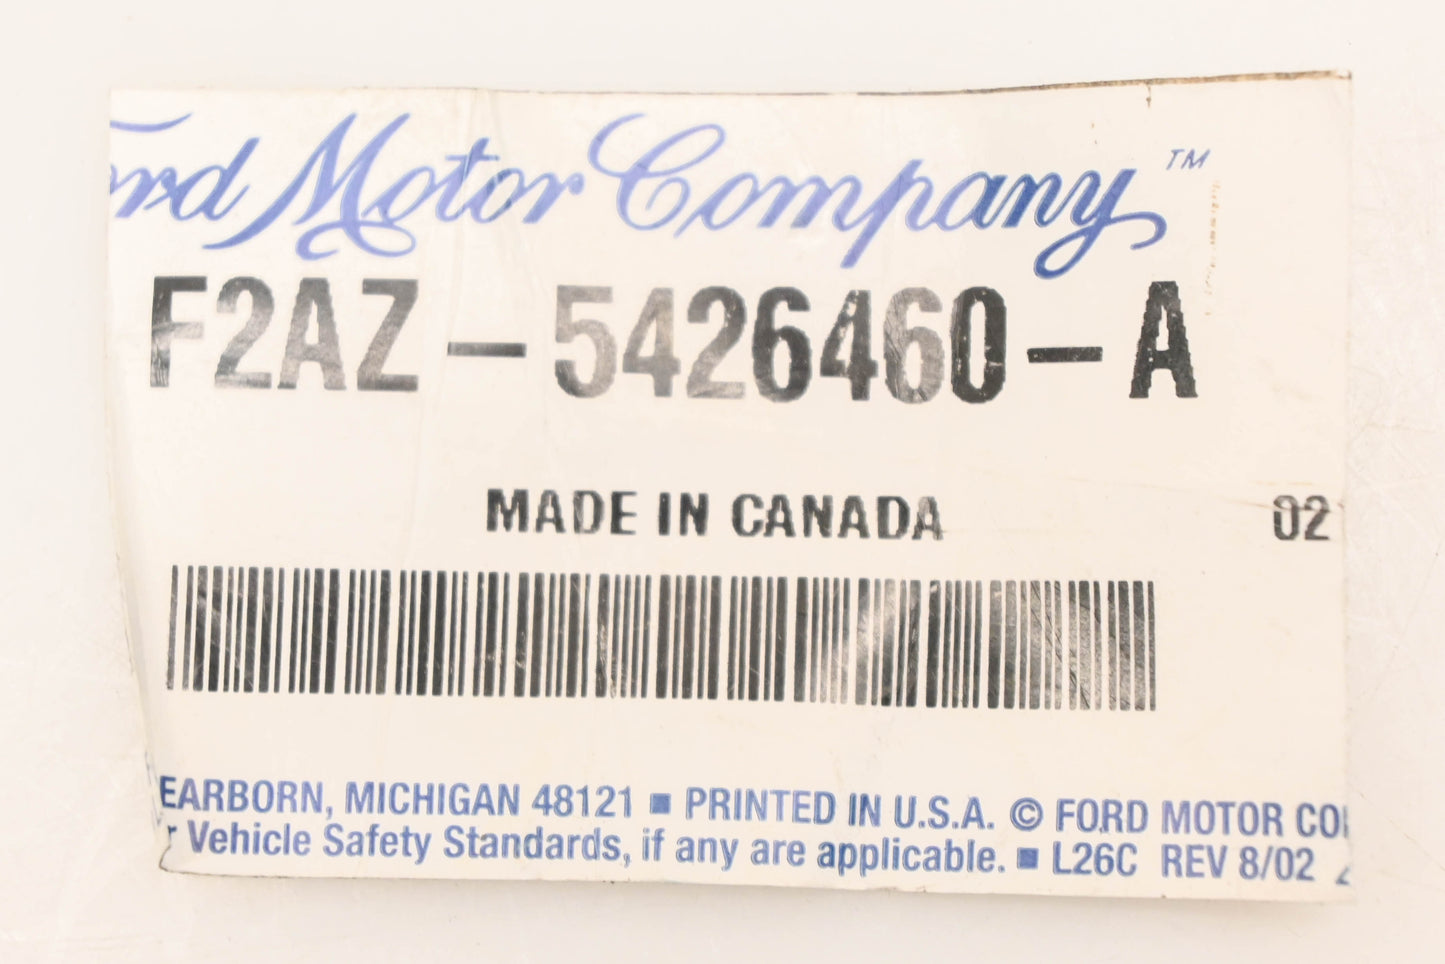 ord Motor Company™
F2AZ-5426460-A
MADE IN CANADA 02
EARBORN, MICHIGAN 48121 ■ PRINTED IN U.S.A. © FORD MOTOR CO
r Vehicle Safety Standards, if any are applicable. ■ L26C REV 8/02